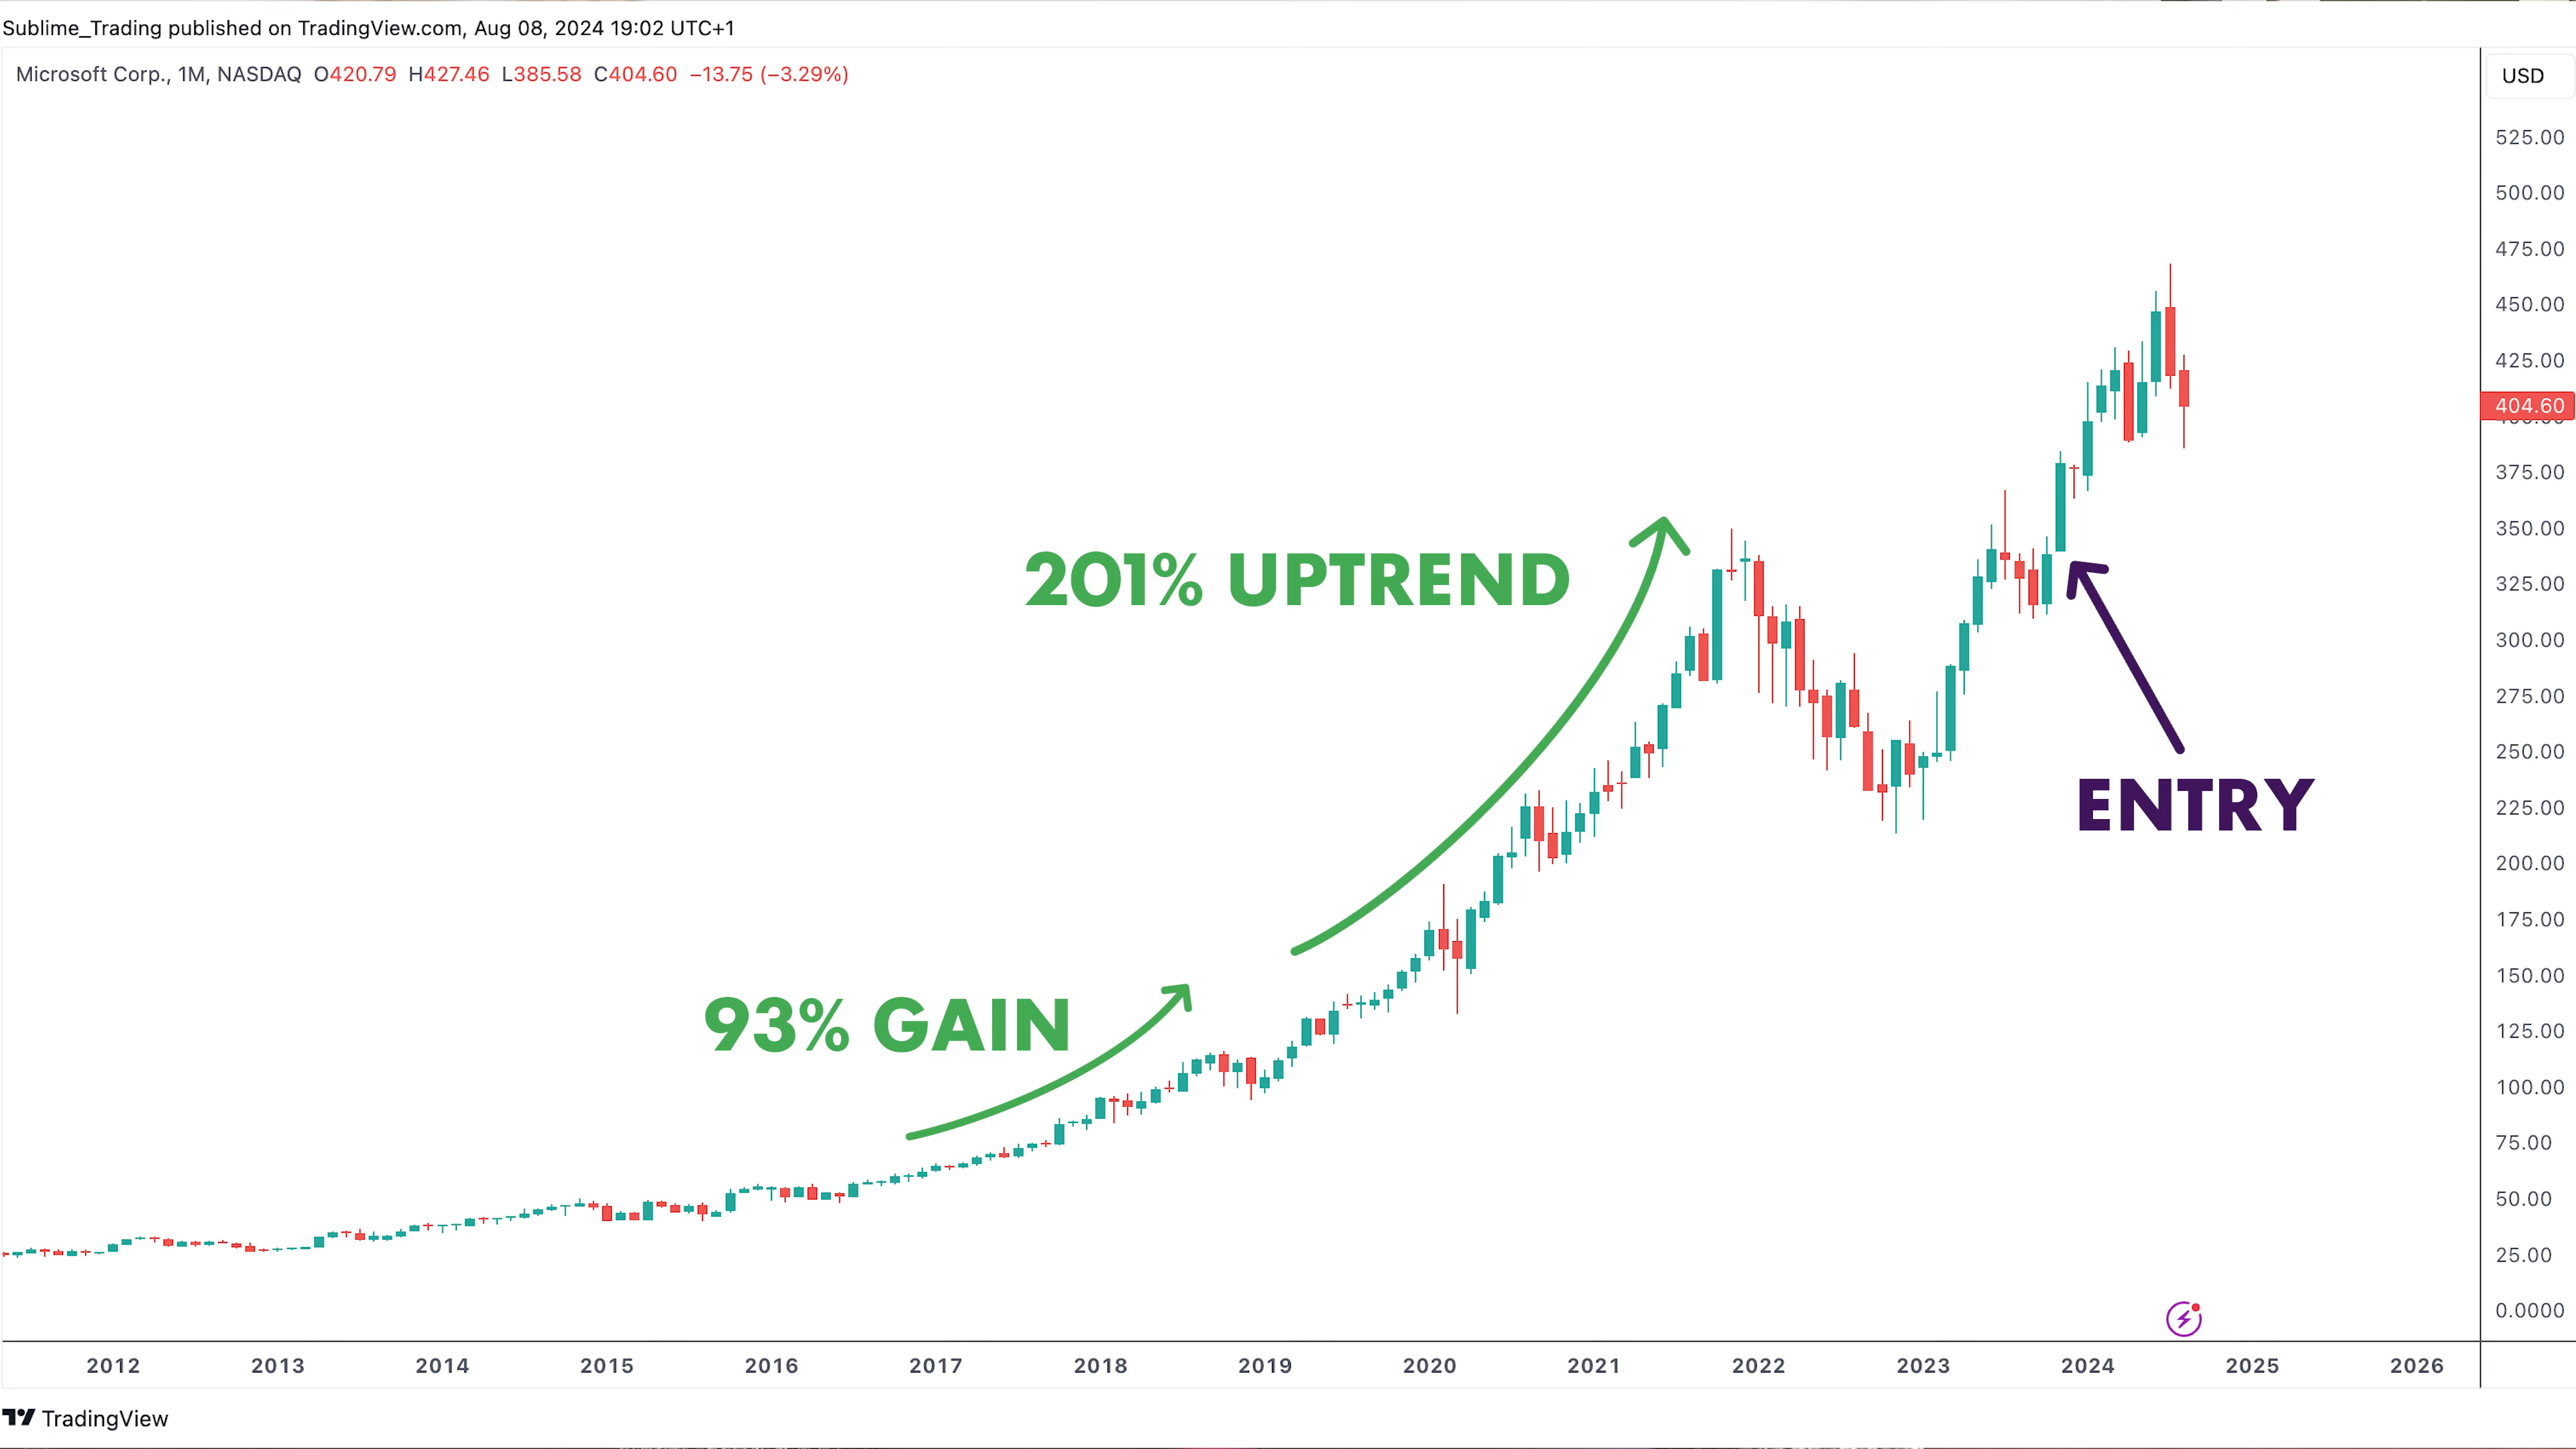 Sublime_Trading published on TradingView.com, Aug 08, 2024 19:02 UTC+1
Microsoft Corp., 1M, NASDAQ O420.79 H427.46 L385.58 C404.60 −13.75 (−3.29%)
USD
525.00
500.00
475.00
450.00
425.00
404.60
375.00
350.00
325.00
300.00
275.00
250.00
225.00
200.00
175.00
150.00
125.00
100.00
75.00
50.00
25.00
0.0000
201% UPTREND
ENTRY
93% GAIN
2012 2013 2014 2015 2016 2017 2018 2019 2020 2021 2022 2023 2024 2025 2026
TradingView